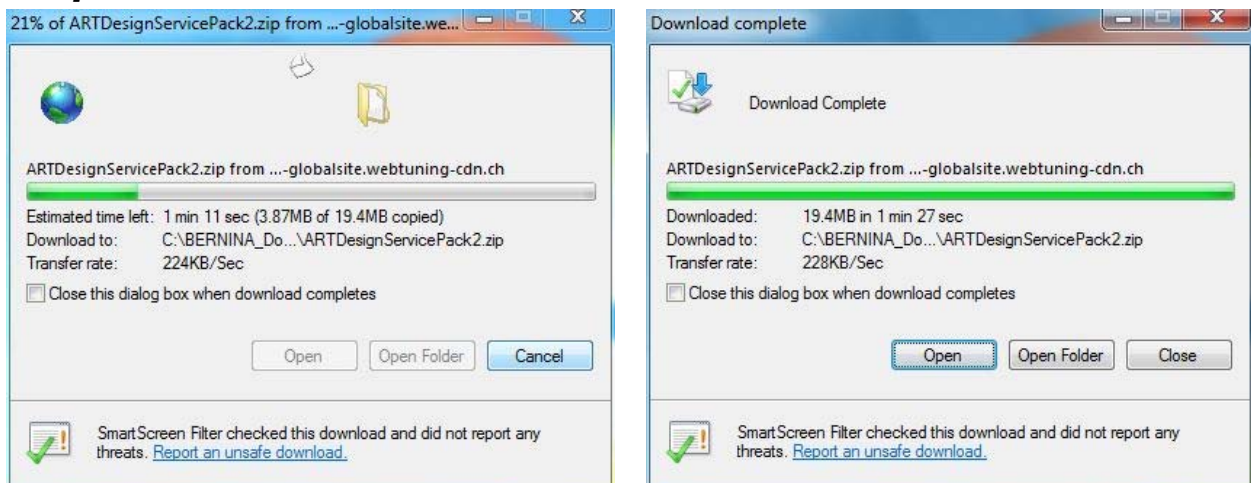 21% of ARTDesignServicePack2.zip from ...-globalsite.we...
ARTDesignServicePack2.zip from ...-globalsite.webtuning-cdn.ch
Estimated time left: 1 min 11 sec (3.87MB of 19.4MB copied)
Download to: C:\BERNINA_Do...\ARTDesignServicePack2.zip
Transfer rate: 224KB/Sec
Close this dialog box when download completes
Open Open Folder Cancel
SmartScreen Filter checked this download and did not report any
threats. Report an unsafe download.
Download complete
Download Complete
ARTDesignServicePack2.zip from ...-globalsite.webtuning-cdn.ch
Downloaded: 19.4MB in 1 min 27 sec
Download to: C:\BERNINA_Do...\ARTDesignServicePack2.zip
Transfer rate: 228KB/Sec
Close this dialog box when download completes
Open Open Folder Close
SmartScreen Filter checked this download and did not report any
threats. Report an unsafe download.